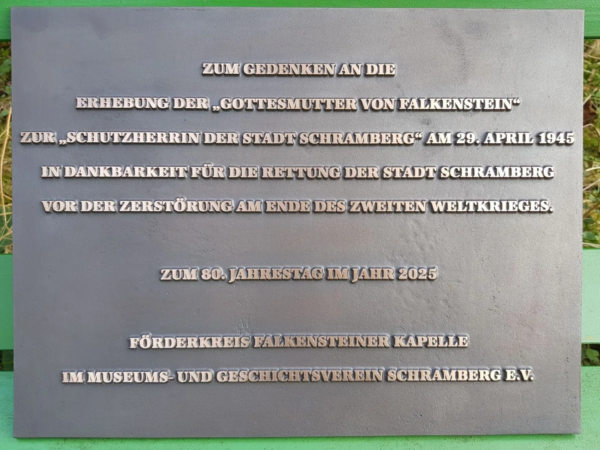 ZUM GEDENKEN AN DIE
ERHEBUNG DER „GOTTESMUTTER VON FALKENSTEIN“
ZUR „SCHUTZHERRIN DER STADT SCHRAMBERG“ AM 29. APRIL 1945
IN DANKBARKEIT FÜR DIE RETTUNG DER STADT SCHRAMBERG
VOR DER ZERSTÖRUNG AM ENDE DES ZWEITEN WELTKRIEGES.
ZUM 80. JAHRESTAG IM JAHR 2025
FÖRDERKREIS FALKENSTEINER KAPELLE
IM MUSEUMS- UND GESCHICHTSVEREIN SCHRAMBERG E.V.